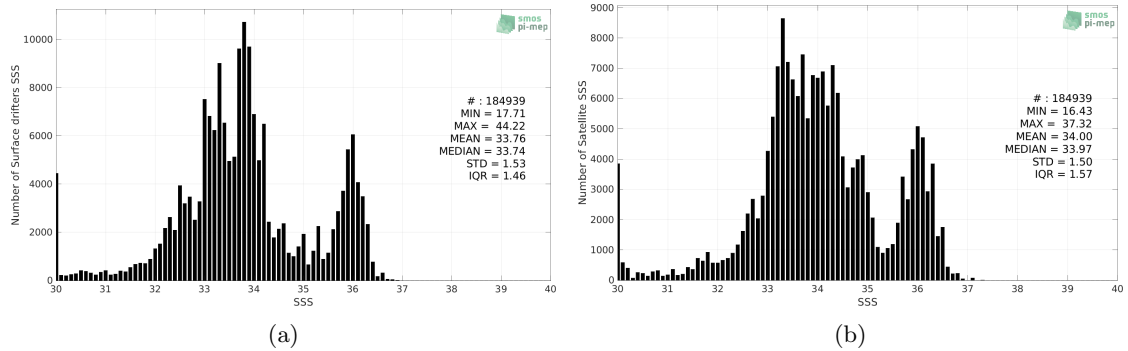 smos
pi-mep
10000
8000
6000
4000
2000
0
Number of Surface drifters SSS
# : 184939
MIN = 17.71
MAX = 44.22
MEAN = 33.76
MEDIAN = 33.74
STD = 1.53
IQR = 1.46
30 31 32 33 34 35 36 37 38 39 40
SSS
(a)
smos
pi-mep
9000
8000
7000
6000
5000
4000
3000
2000
1000
0
Number of Satellite SSS
# : 184939
MIN = 16.43
MAX = 37.32
MEAN = 34.00
MEDIAN = 33.97
STD = 1.50
IQR = 1.57
30 31 32 33 34 35 36 37 38 39 40
SSS
(b)